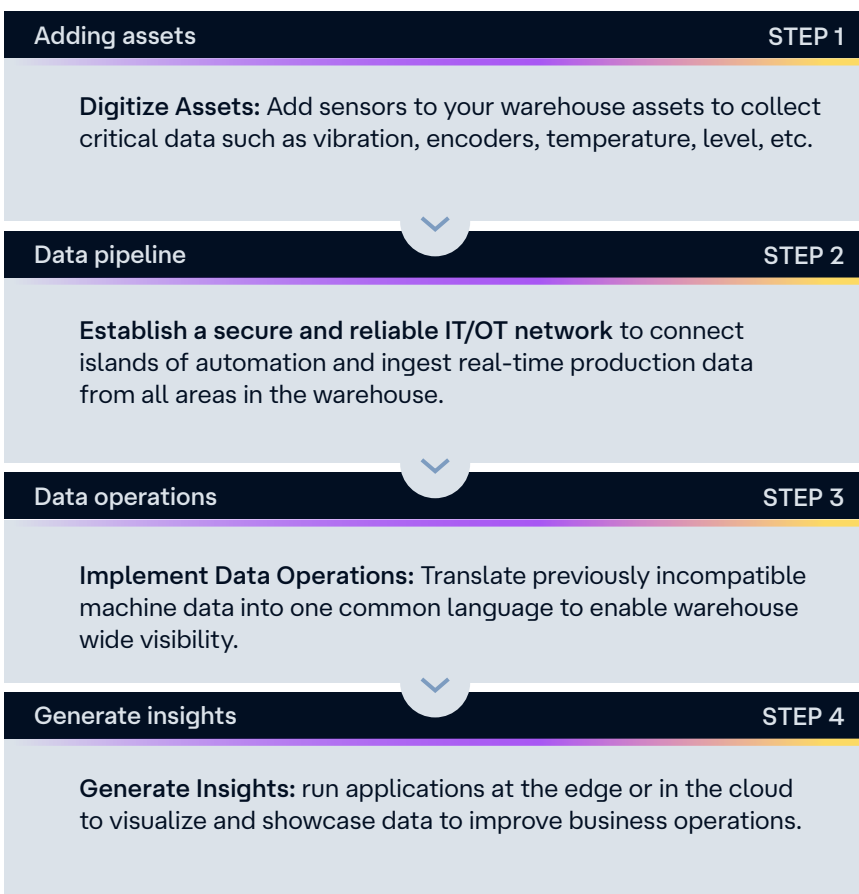 Adding assets
STEP 1
Digitize Assets: Add sensors to your warehouse assets to collect
critical data such as vibration, encoders, temperature, level, etc.
Data pipeline
STEP 2
Establish a secure and reliable IT/OT network to connect
islands of automation and ingest real-time production data
from all areas in the warehouse.
Data operations
STEP 3
Implement Data Operations: Translate previously incompatible
machine data into one common language to enable warehouse
wide visibility.
Generate insights
STEP 4
Generate Insights: run applications at the edge or in the cloud
to visualize and showcase data to improve business operations.